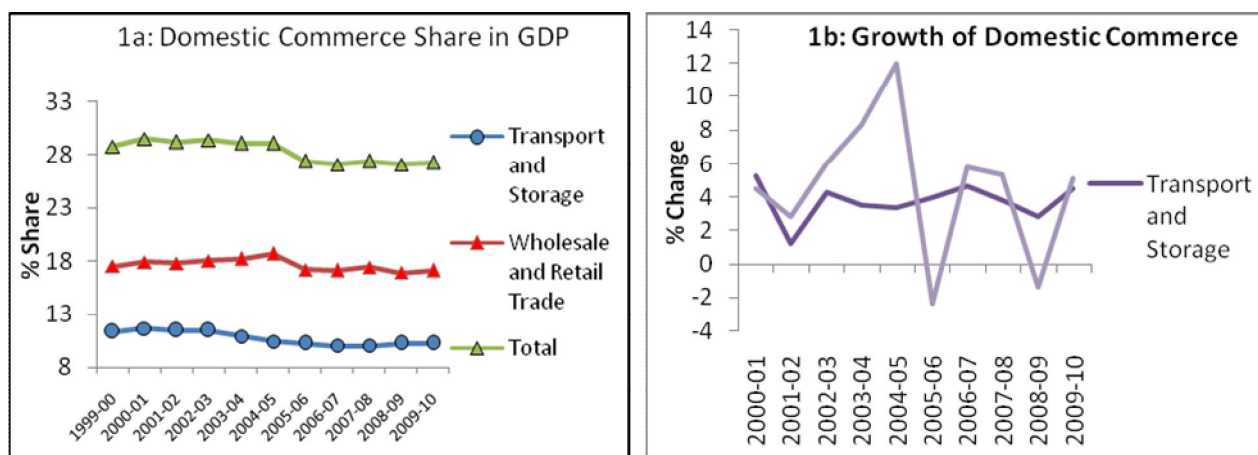 1a: Domestic Commerce Share in GDP
% Share
33
28
23
18
13
8
1999-00
2000-01
2001-02
2002-03
2003-04
2004-05
2005-06
2006-07
2007-08
2008-09
2009-10
Transport
and
Storage
Wholesale
and Retail
Trade
Total
1b: Growth of Domestic Commerce
% Change
14
12
10
8
6
4
2
0
-2
-4
2000-01
2001-02
2002-03
2003-04
2004-05
2005-06
2006-07
2007-08
2008-09
2009-10
Transport
and
Storage